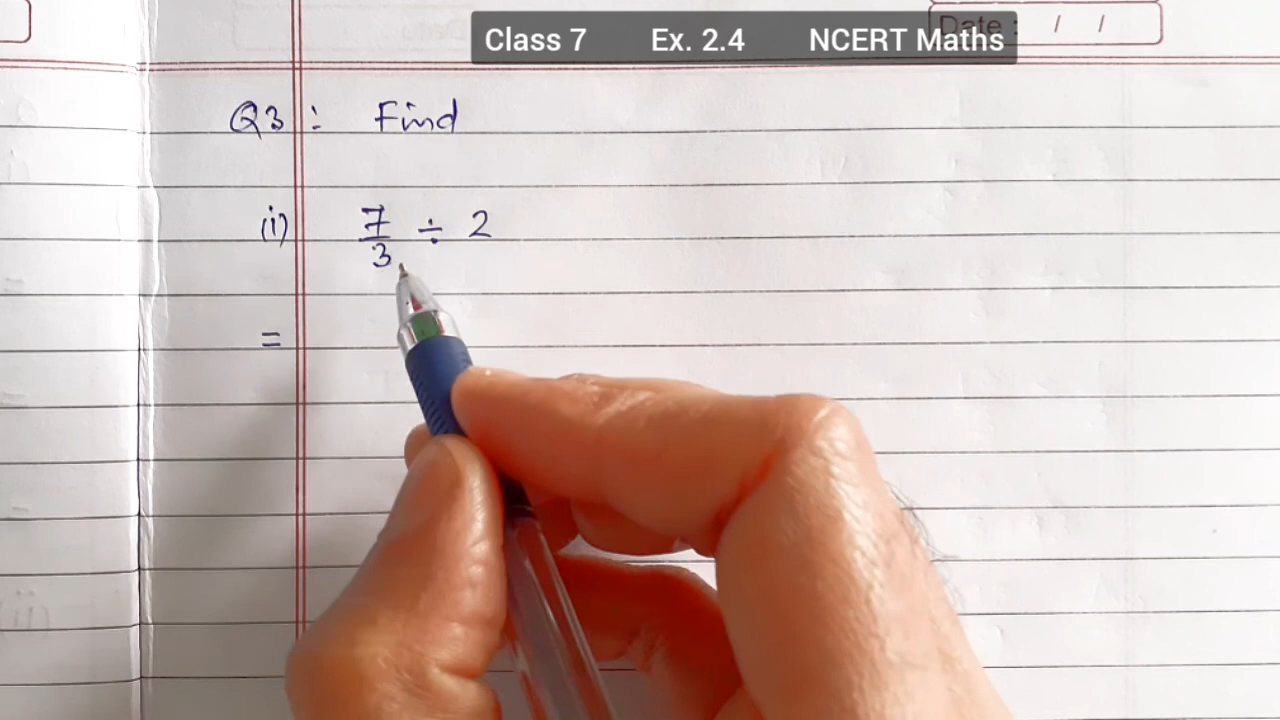 Class 7 Ex. 2.4 NCERT Maths
Date : / /
Q3 : Find
(i) 7/3 ÷ 2
=